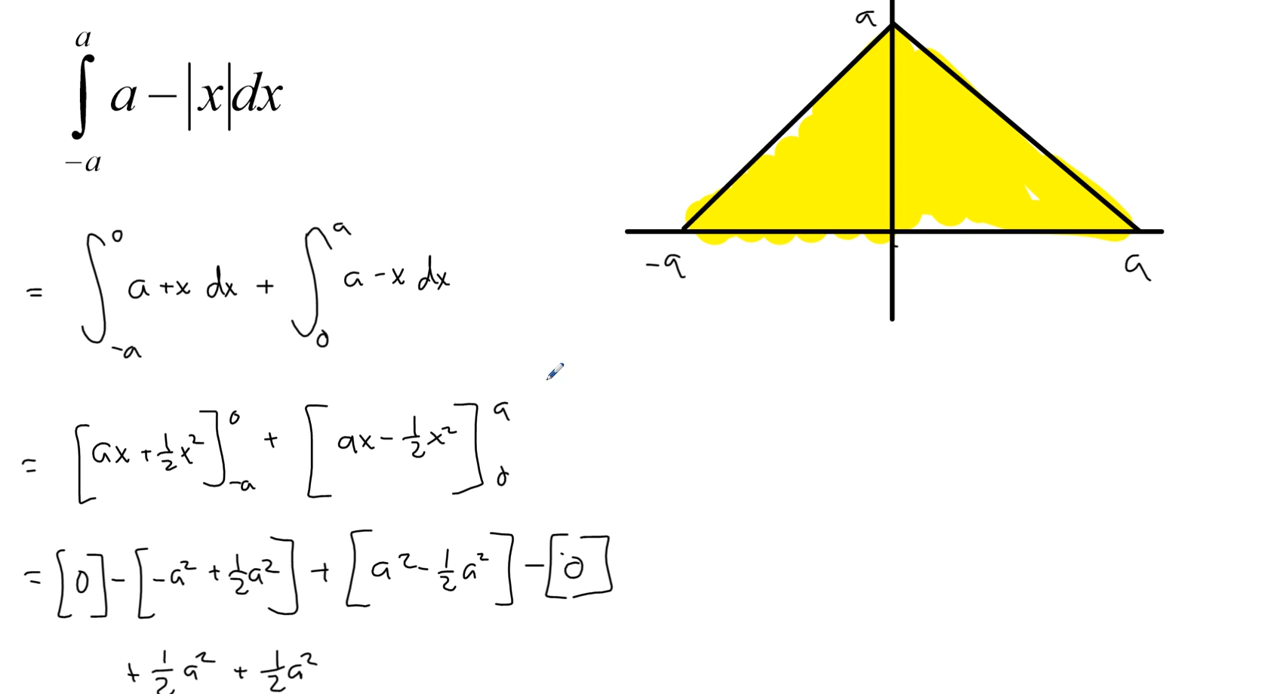 ∫_{-a}^{a} a − |x| dx
= ∫_{-a}^{0} a + x dx + ∫_{0}^{a} a - x dx
= [ax + ½x²]_{-a}^{0} + [ax - ½x²]_{0}^{a}
= [0] - [-a² + ½a²] + [a² - ½a²] - [0]
+ ½a² + ½a²
a
-a
a